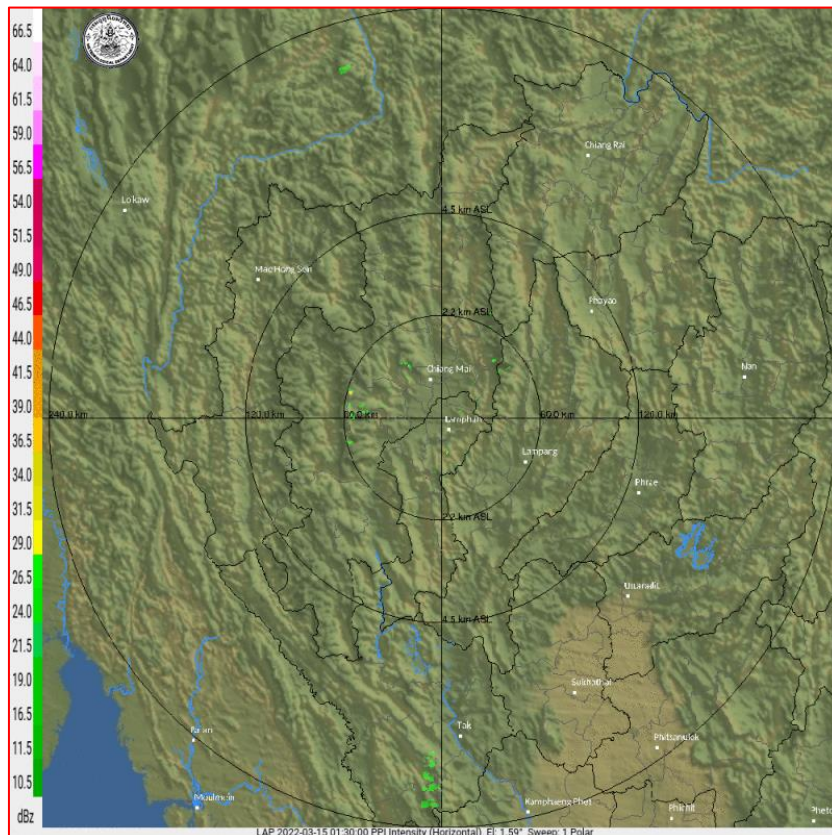 66.5
64.0
61.5
59.0
56.5
54.0
51.5
49.0
46.5
44.0
41.5
39.0
36.5
34.0
31.5
29.0
26.5
24.0
21.5
19.0
16.5
14.0
11.5
10.5
dBz
Chiang Rai
Loikaw
4.5 km ASL
Mae Hong Son
Phayao
2.2 km ASL
Nan
Chiang Mai
240.0 km
120.0 km
60.0 km
Lamphun
Lampang
Phrae
2.2 km ASL
Uttaradit
4.5 km ASL
Sukhothai
Tak
Phitsanulok
Moulmein
Kamphaeng Phet
Phichit
LAP 2022-03-15 01:30:00 PPI Intensity (Horizontal) El: 1.59° Sweep: 1 Polar